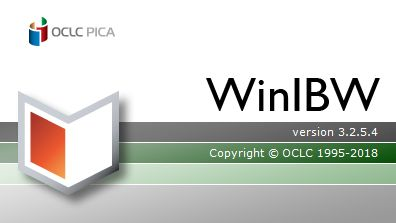 OCLC PICA
WinIBW
version 3.2.5.4
Copyright © OCLC 1995-2018